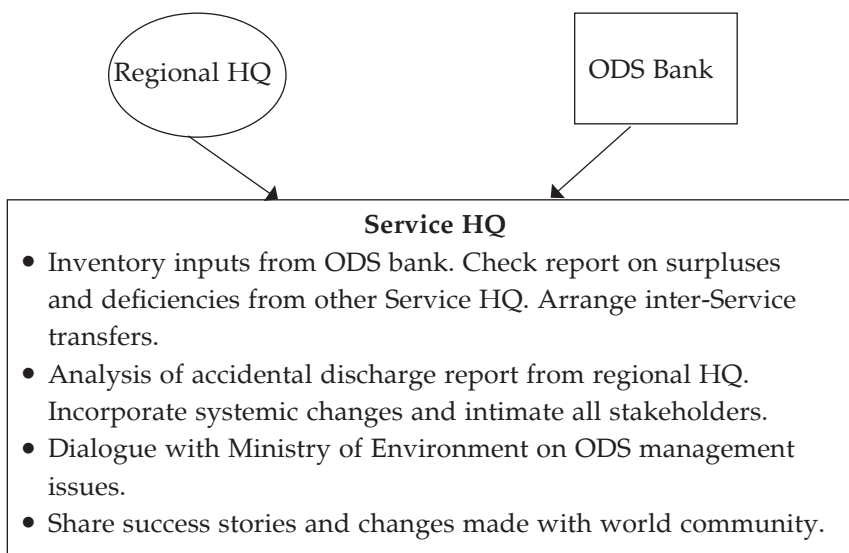 Regional HQ
ODS Bank
Service HQ
• Inventory inputs from ODS bank. Check report on surpluses
and deficiencies from other Service HQ. Arrange inter-Service
transfers.
• Analysis of accidental discharge report from regional HQ.
Incorporate systemic changes and intimate all stakeholders.
• Dialogue with Ministry of Environment on ODS management
issues.
• Share success stories and changes made with world community.